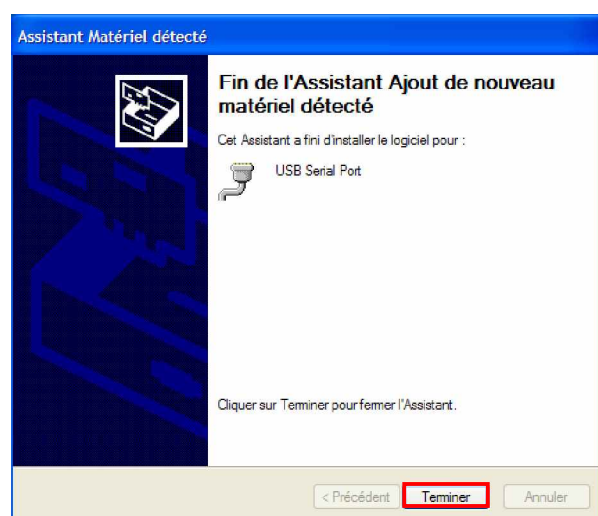 Assistant Matériel détecté
Fin de l'Assistant Ajout de nouveau
matériel détecté
Cet Assistant a fini d'installer le logiciel pour :
USB Serial Port
Cliquer sur Terminer pour fermer l'Assistant.
< Précédent Terminer Annuler